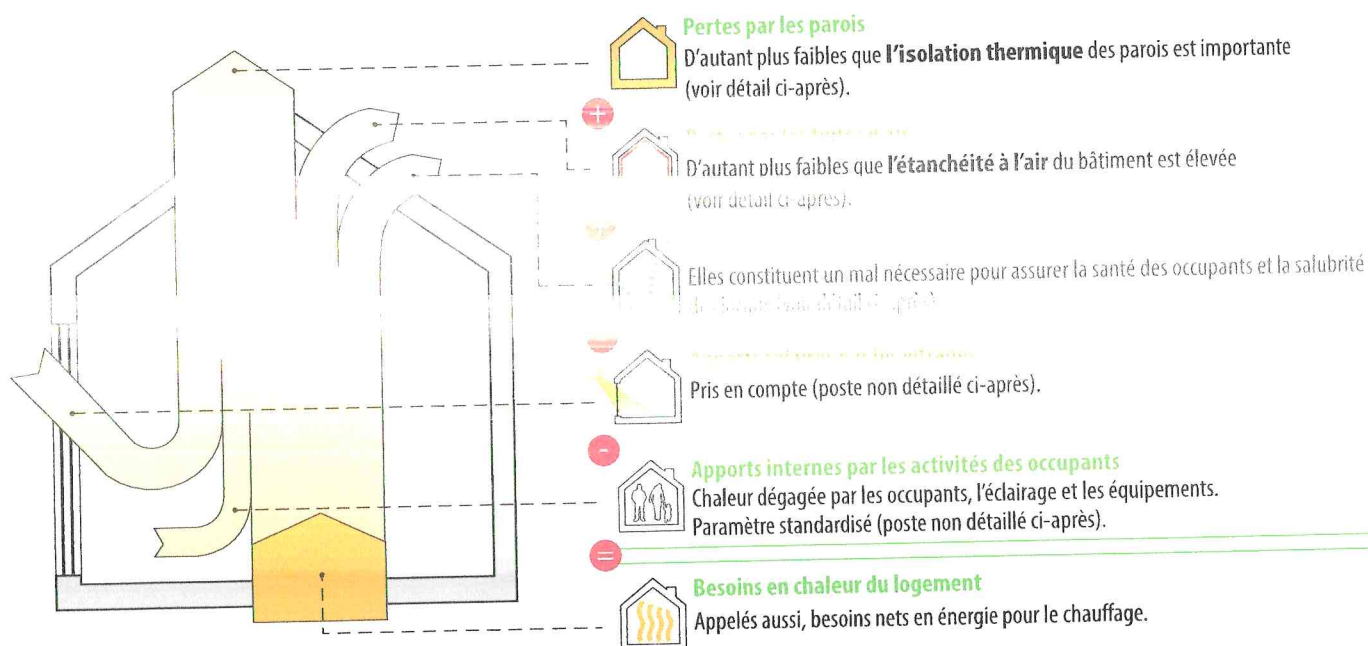 Pertes par les parois
D'autant plus faibles que l'isolation thermique des parois est importante
(voir détail ci-après).
+
D'autant plus faibles que l'étanchéité à l'air du bâtiment est élevée
(voir détail ci-après).
Elles constituent un mal nécessaire pour assurer la santé des occupants et la salubrité
Pris en compte (poste non détaillé ci-après).
-
Apports internes par les activités des occupants
Chaleur dégagée par les occupants, l'éclairage et les équipements.
Paramètre standardisé (poste non détaillé ci-après).
=
Besoins en chaleur du logement
Appelés aussi, besoins nets en énergie pour le chauffage.